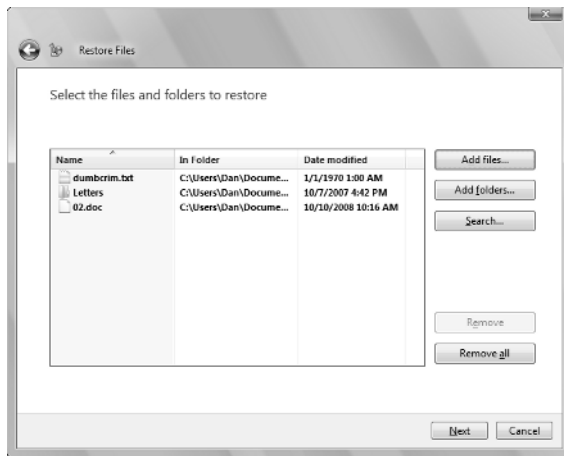 Restore Files
Select the files and folders to restore
Name In Folder Date modified
dumbcrim.txt C:\Users\Dan\Docume... 1/1/1970 1:00 AM
Letters C:\Users\Dan\Docume... 10/7/2007 4:42 PM
02.doc C:\Users\Dan\Docume... 10/10/2008 10:16 AM
Add files...
Add folders...
Search...
Remove
Remove all
Next Cancel